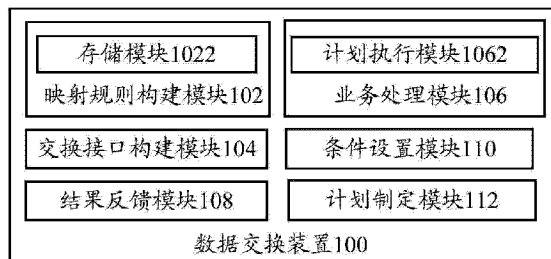 存储模块1022
映射规则构建模块102
计划执行模块1062
业务处理模块106
交换接口构建模块104
条件设置模块110
结果反馈模块108
计划制定模块112
数据交换装置100